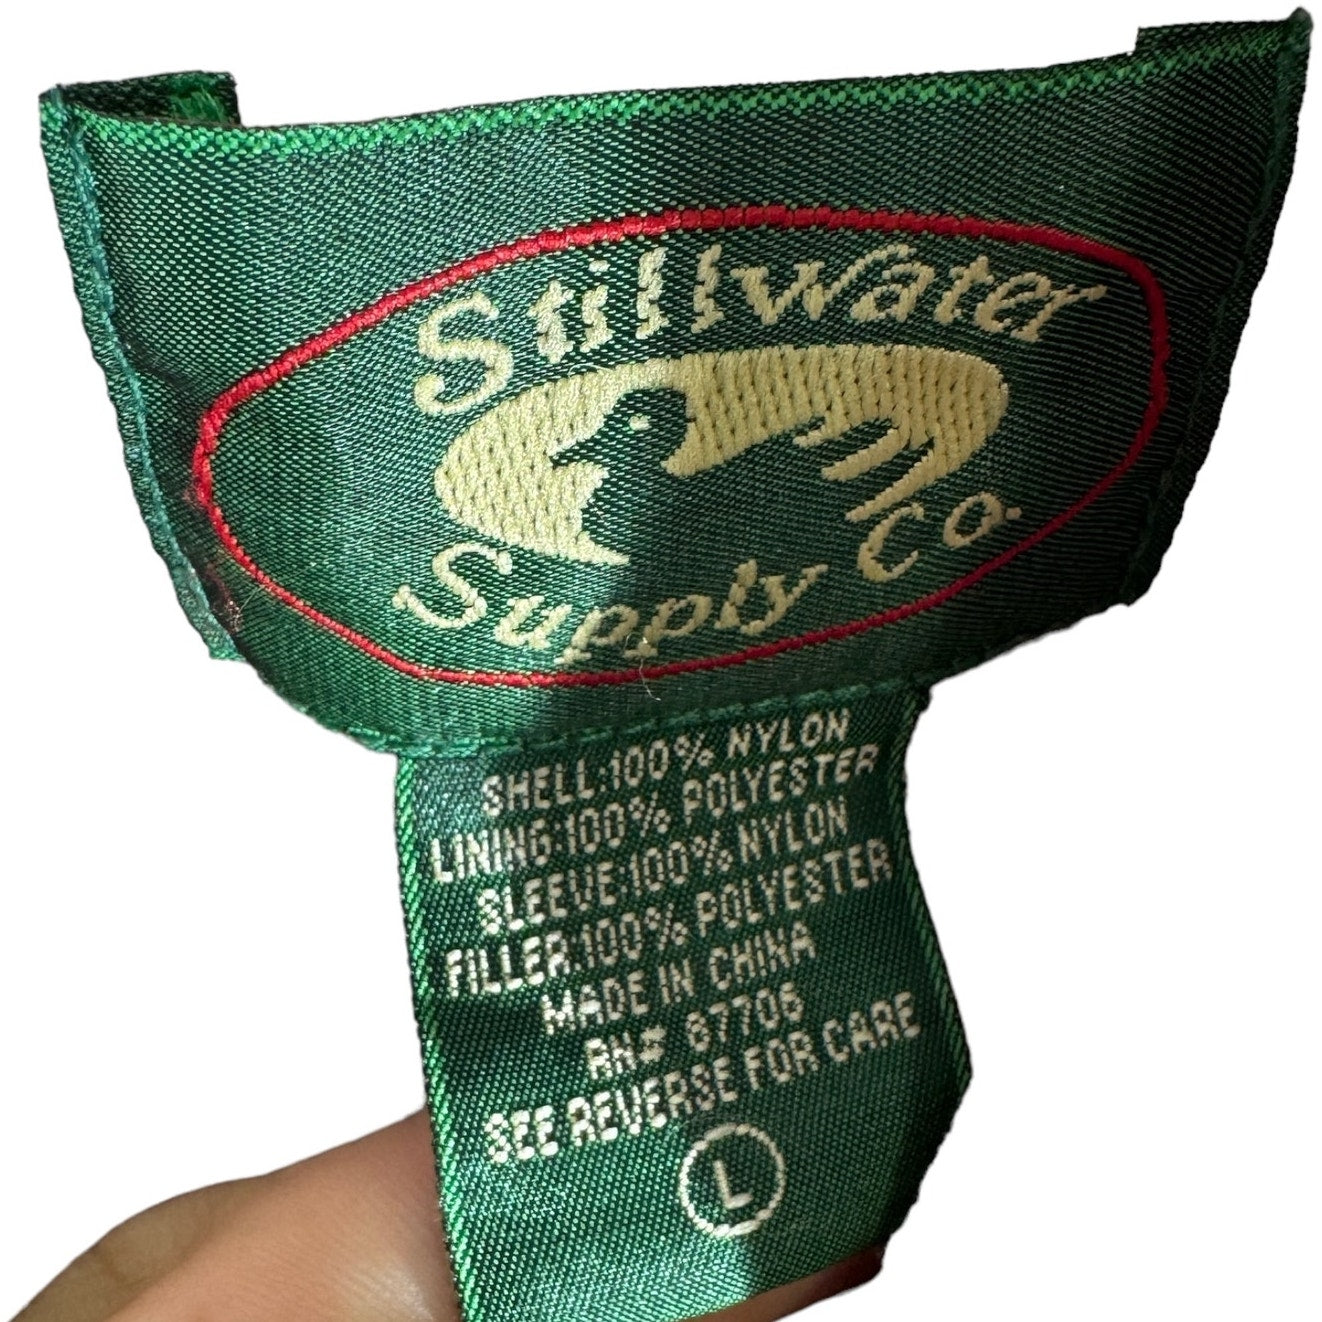 Stillwater
Supply Co.
SHELL:100% NYLON
LINING:100% POLYESTER
SLEEVE:100% NYLON
FILLER:100% POLYESTER
MADE IN CHINA
RN# 67706
SEE REVERSE FOR CARE
L